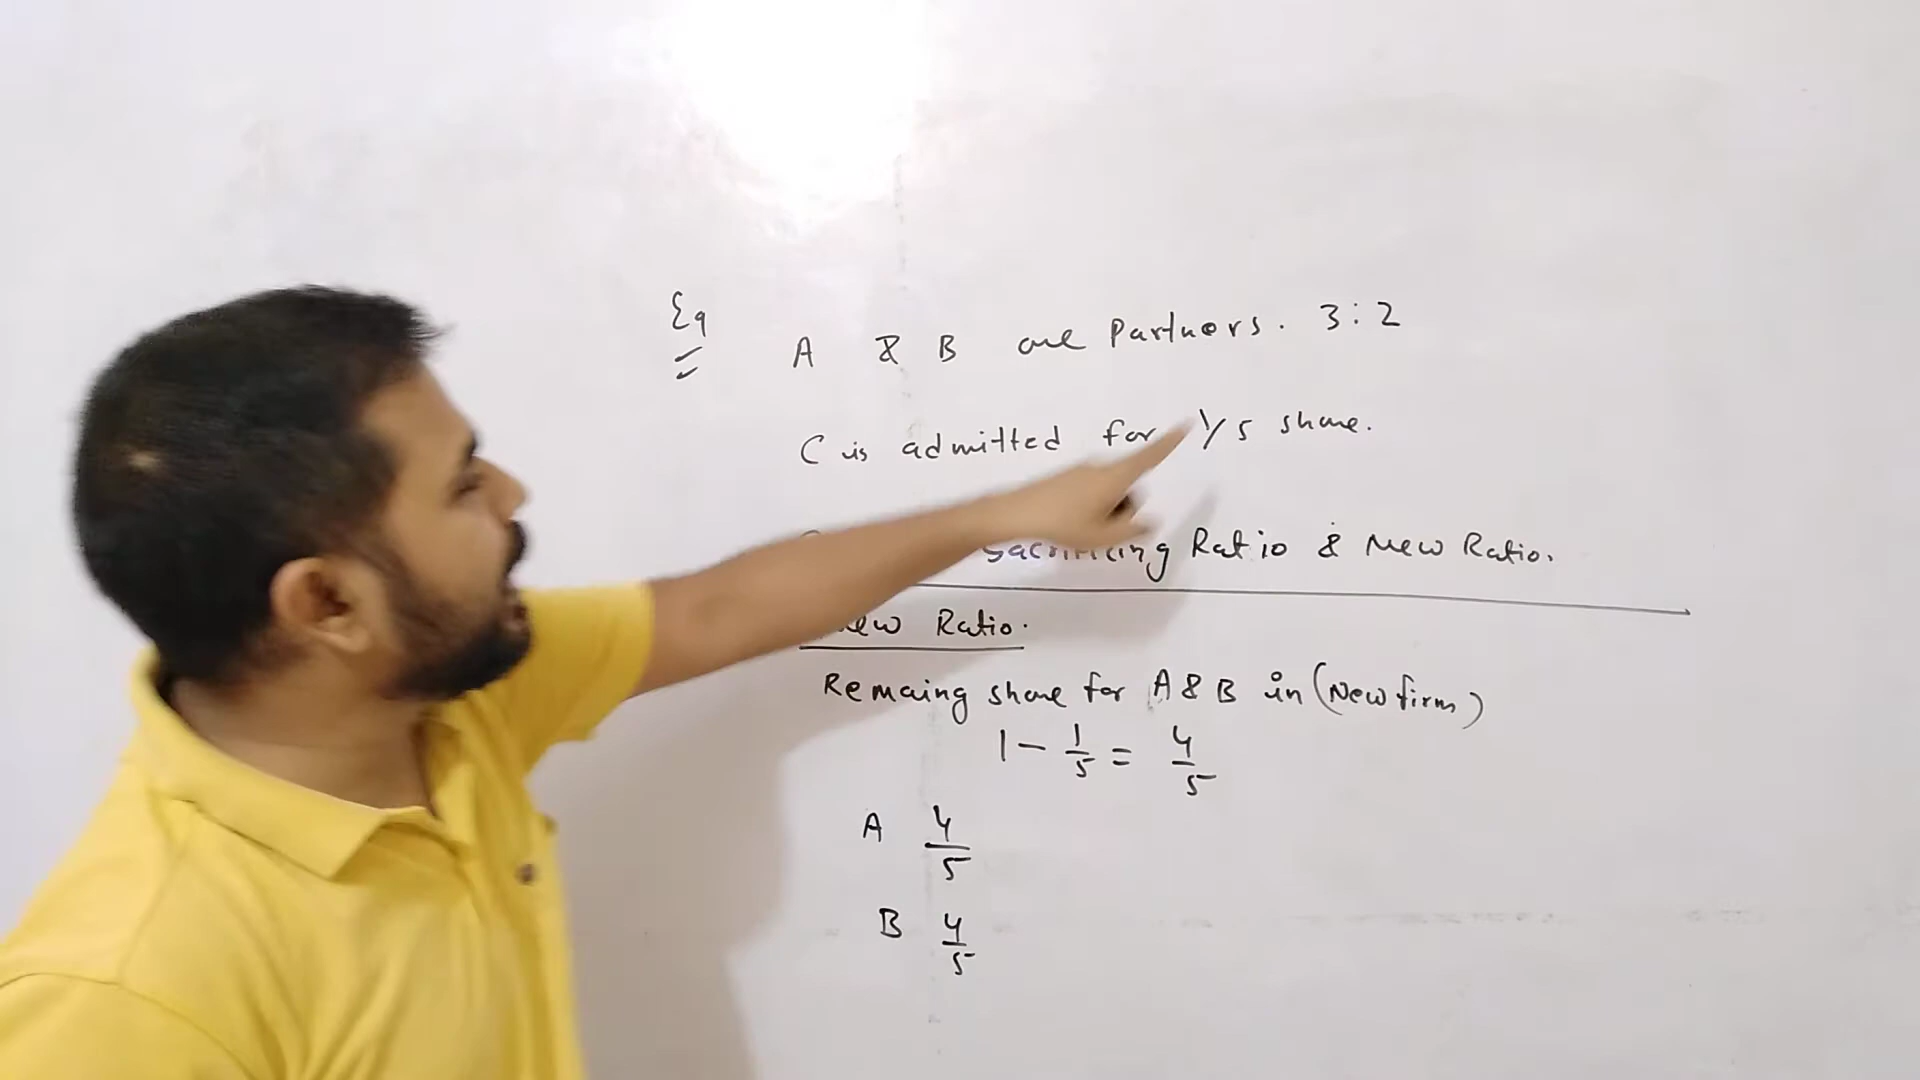 Eg A & B are Partners. 3:2
C is admitted for 1/5 share.
Sacrificing Ratio & New Ratio.
New Ratio.
Remaing share for A & B in (New firm)
1 - 1/5 = 4/5
A 4/5
B 4/5